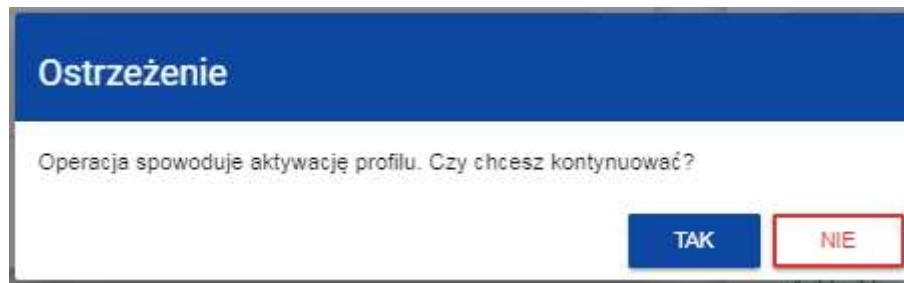 Ostrzeżenie
Operacja spowoduje aktywację profilu. Czy chcesz kontynuować?
TAK NIE